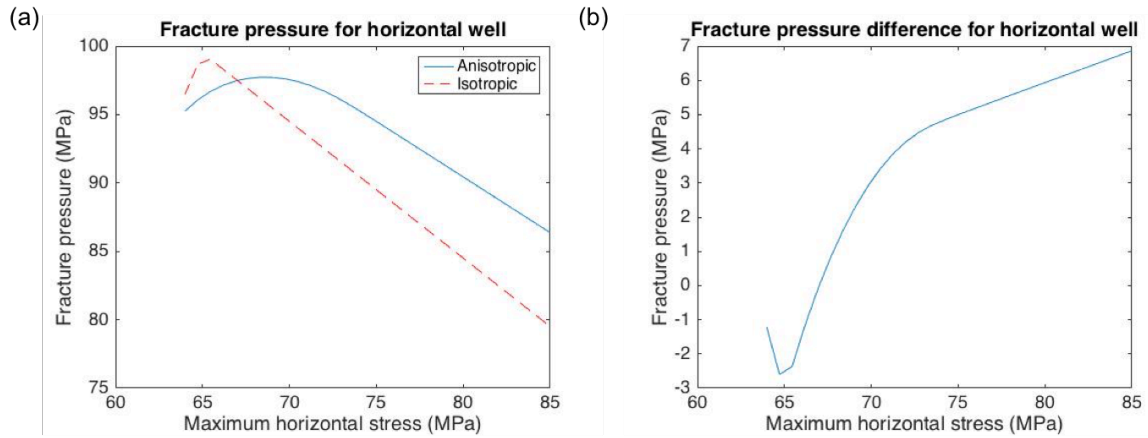 (a)
Fracture pressure for horizontal well
Fracture pressure (MPa)
100
95
90
85
80
75
Anisotropic
Isotropic
60 65 70 75 80 85
Maximum horizontal stress (MPa)
(b)
Fracture pressure difference for horizontal well
Fracture pressure (MPa)
7
6
5
4
3
2
1
0
-1
-2
-3
60 65 70 75 80 85
Maximum horizontal stress (MPa)